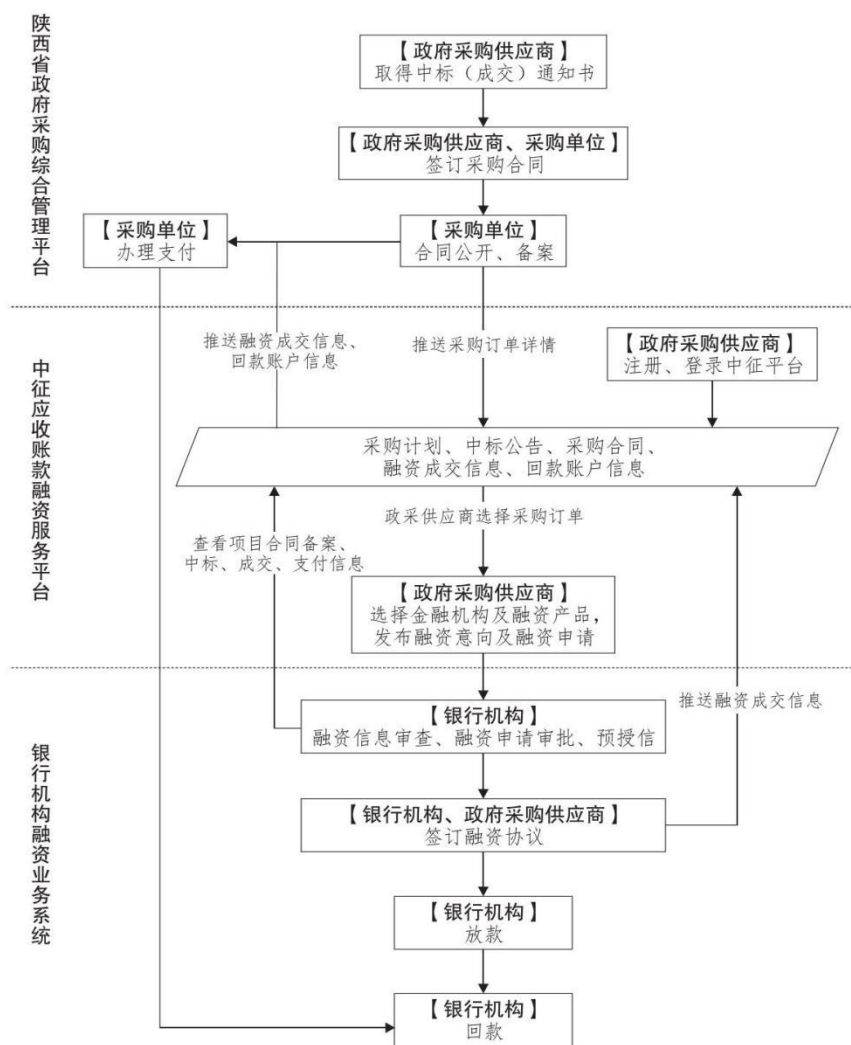 陕西省政府采购综合管理平台
【政府采购供应商】
取得中标（成交）通知书
【政府采购供应商、采购单位】
签订采购合同
【采购单位】
办理支付
【采购单位】
合同公开、备案
中征应收账款融资服务平台
推送融资成交信息、
回款账户信息
推送采购订单详情
【政府采购供应商】
注册、登录中征平台
采购计划、中标公告、采购合同、
融资成交信息、回款账户信息
政采供应商选择采购订单
查看项目合同备案、
中标、成交、支付信息
【政府采购供应商】
选择金融机构及融资产品，
发布融资意向及融资申请
银行机构融资业务系统
【银行机构】
融资信息审查、融资申请审批、预授信
推送融资成交信息
【银行机构、政府采购供应商】
签订融资协议
【银行机构】
放款
【银行机构】
回款